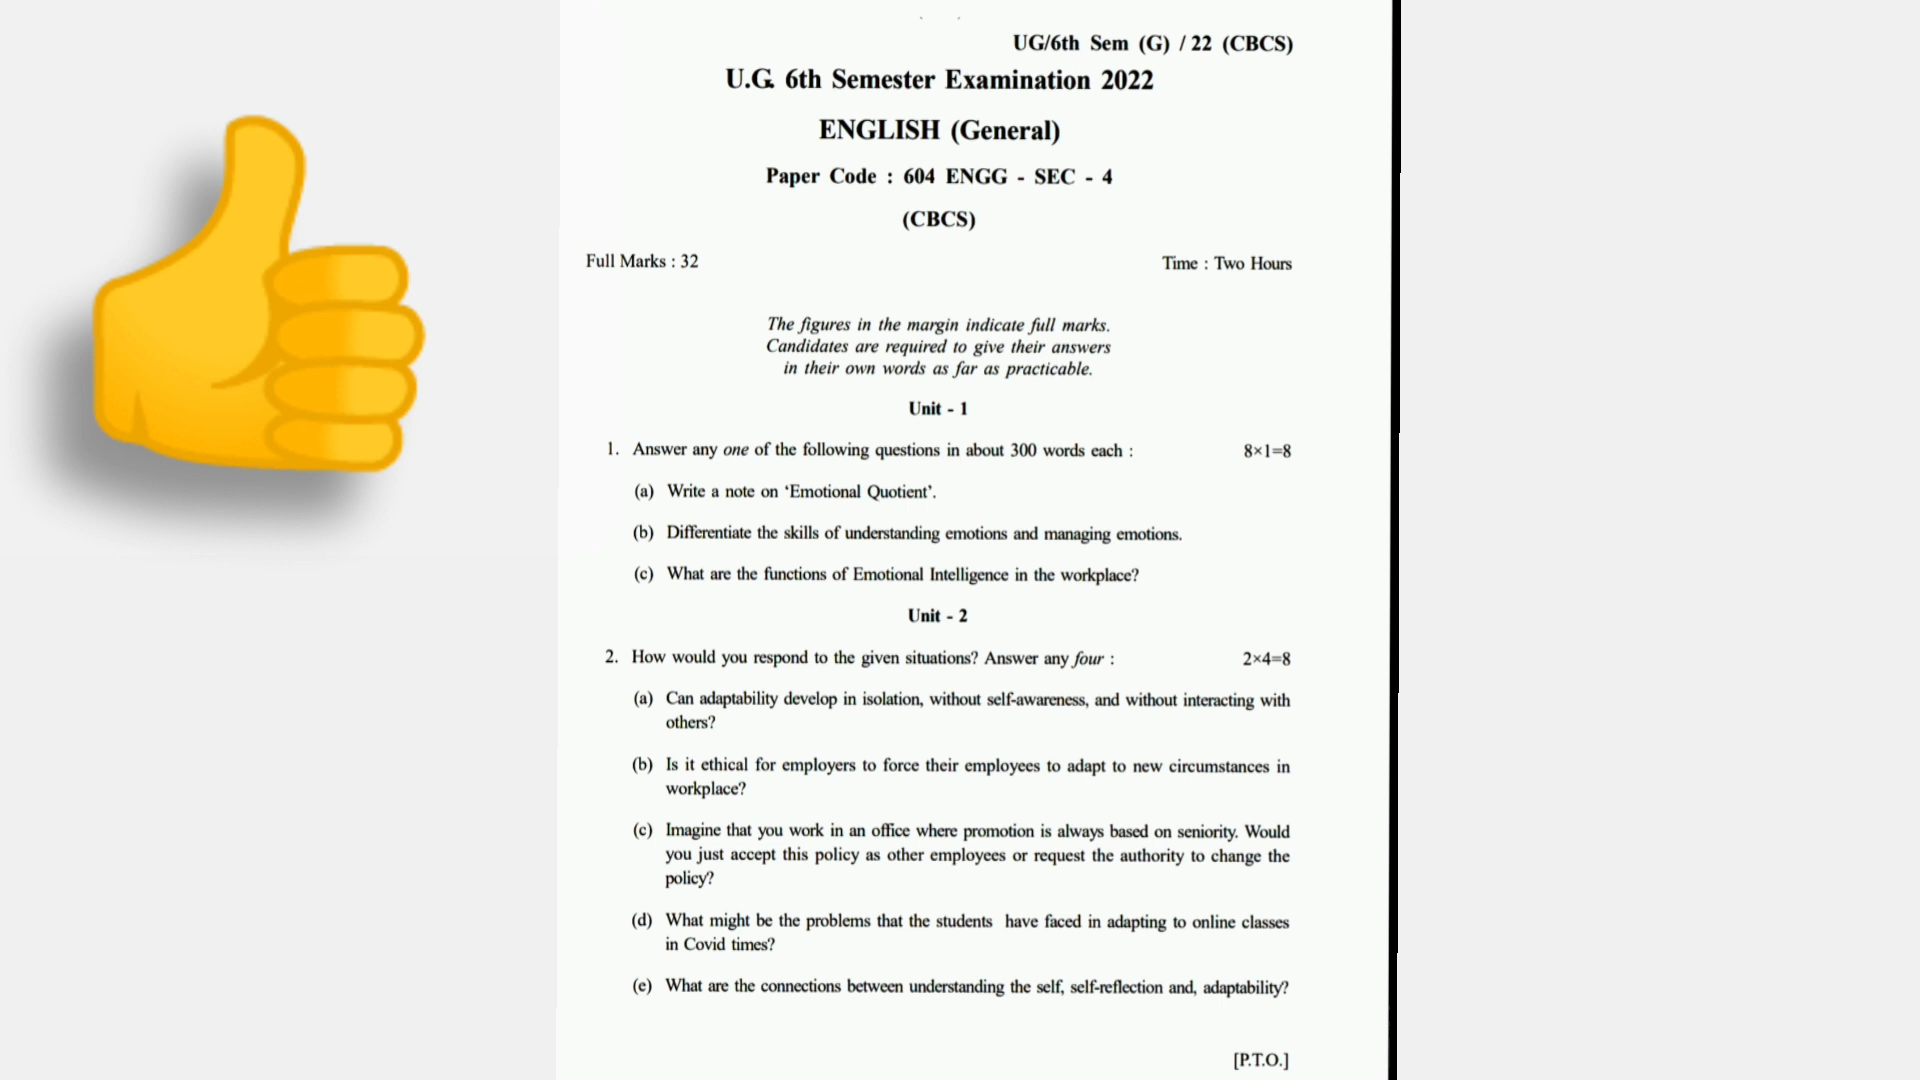 UG/6th Sem (G) / 22 (CBCS)
U.G. 6th Semester Examination 2022
ENGLISH (General)
Paper Code : 604 ENGG - SEC - 4
(CBCS)
Full Marks : 32 Time : Two Hours
The figures in the margin indicate full marks.
Candidates are required to give their answers
in their own words as far as practicable.
Unit - 1
1. Answer any one of the following questions in about 300 words each : 8×1=8
(a) Write a note on ‘Emotional Quotient’.
(b) Differentiate the skills of understanding emotions and managing emotions.
(c) What are the functions of Emotional Intelligence in the workplace?
Unit - 2
2. How would you respond to the given situations? Answer any four : 2×4=8
(a) Can adaptability develop in isolation, without self-awareness, and without interacting with
others?
(b) Is it ethical for employers to force their employees to adapt to new circumstances in
workplace?
(c) Imagine that you work in an office where promotion is always based on seniority. Would
you just accept this policy as other employees or request the authority to change the
policy?
(d) What might be the problems that the students have faced in adapting to online classes
in Covid times?
(e) What are the connections between understanding the self, self-reflection and, adaptability?
[P.T.O.]